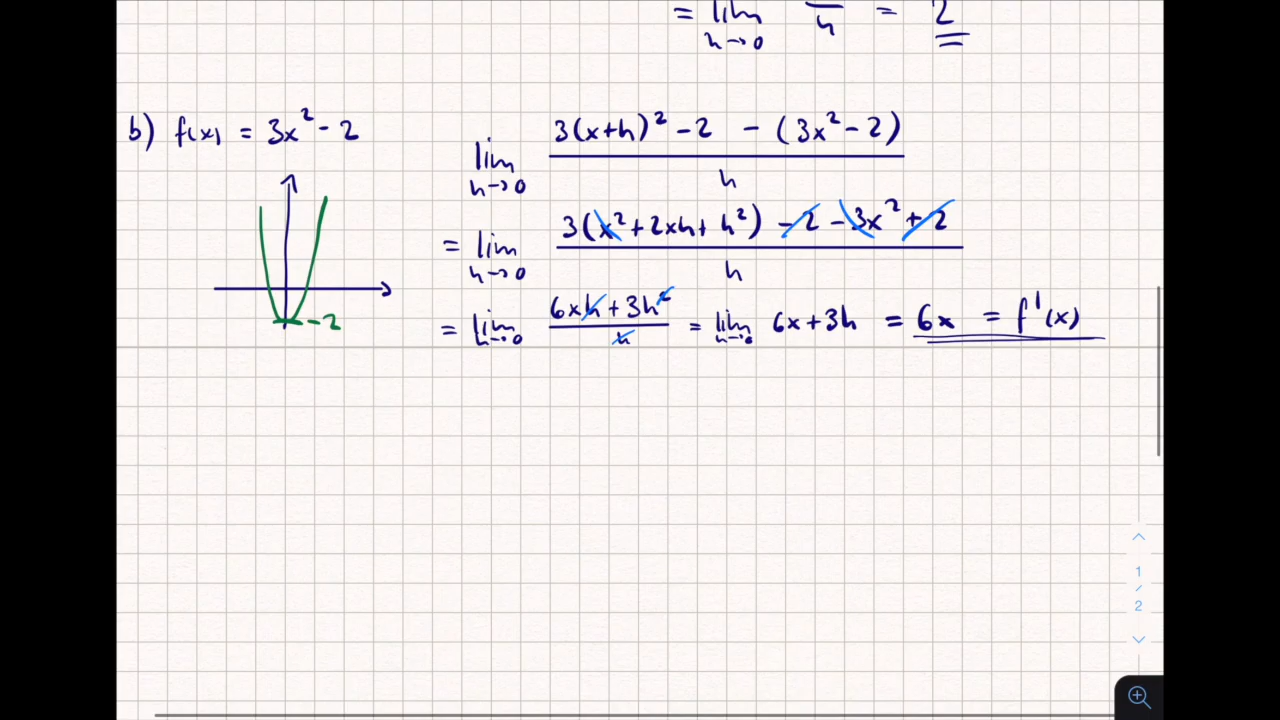 = lim h→0 h = 2
b) f(x) = 3x² - 2
lim h→0 3(x+h)² - 2 - (3x² - 2) / h
= lim h→0 3(x² + 2xh + h²) - 2 - 3x² + 2 / h
= lim h→0 6xh + 3h² / h = lim h→0 6x + 3h = 6x = f'(x)
-2
1
/
2